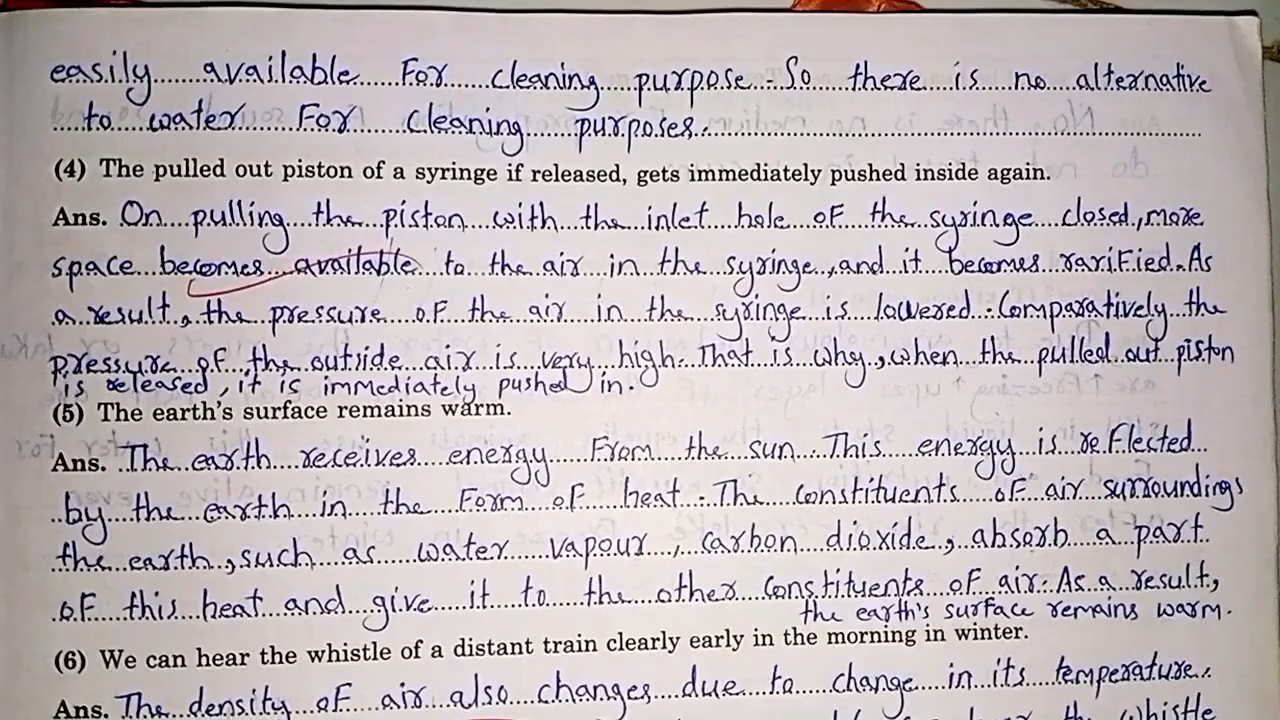 easily available For cleaning purpose. So there is no alternative
to water For cleaning purposes.
(4) The pulled out piston of a syringe if released, gets immediately pushed inside again.
Ans. On pulling the piston with the inlet hole of the syringe closed, more
space becomes available to the air in the syringe, and it becomes rarified. As
a result, the pressure of the air in the syringe is lowered. Comparatively the
pressure of the outside air is very high. That is why, when the pulled out piston
is released, it is immediately pushed in.
(5) The earth's surface remains warm.
Ans. The earth receives energy From the sun. This energy is reflected
by the earth in the Form of heat. The constituents of air surroundings
the earth, such as water vapour, carbon dioxide, absorb a part
of this heat and give it to the other constituents of air. As a result,
the earth's surface remains warm.
(6) We can hear the whistle of a distant train clearly early in the morning in winter.
Ans. The density of air also changes due to change in its temperature.
the whistle